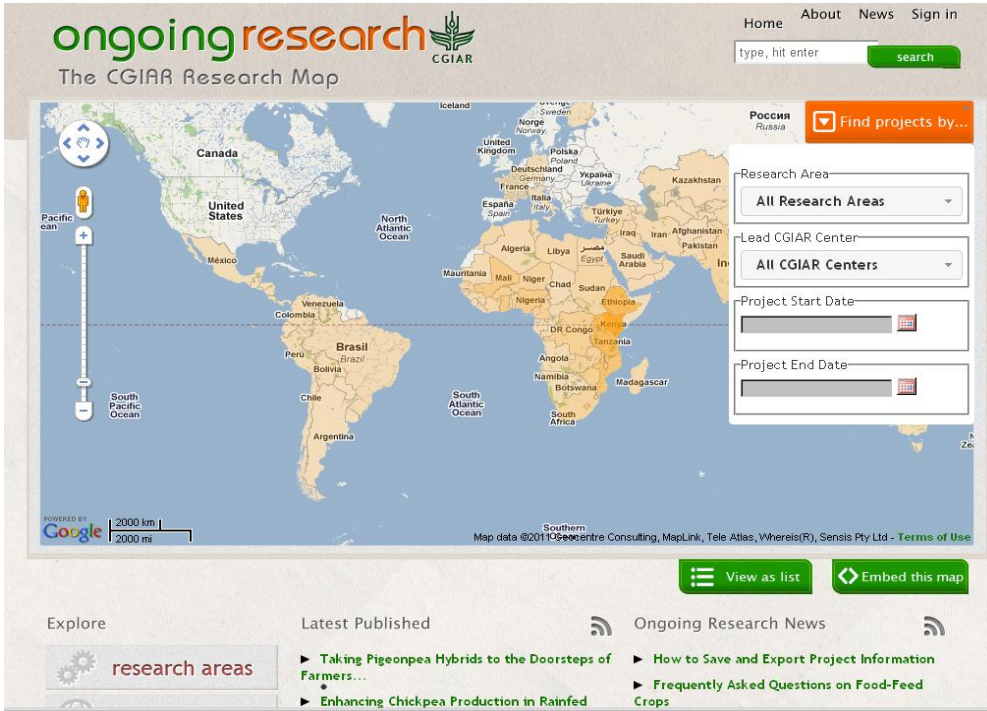 ongoing research
CGIAR
The CGIAR Research Map
Home About News Sign in
type, hit enter
search
Find projects by...
Research Area
All Research Areas
Lead CGIAR Center
All CGIAR Centers
Project Start Date
Project End Date
Iceland
Sweden
Norge
Norway
Россия
Russia
Canada
United
Kingdom
Polska
Poland
Deutschland
Germany
Україна
Ukraine
France
Kazakhstan
United
States
Italia
Italy
España
Spain
Türkiye
Turkey
Pacific
ean
North
Atlantic
Ocean
Iraq
Iran
Afghanistan
Pakistan
México
Algeria
Libya
مصر
Egypt
Saudi
Arabia
In
Mauritania
Mali
Niger
Chad
Sudan
Venezuela
Colombia
Nigeria
Ethiopia
DR Congo
Kenya
Tanzania
Perú
Brasil
Brazil
Bolivia
Angola
Namibia
Botswana
Madagascar
Chile
South
Pacific
Ocean
South
Atlantic
Ocean
South
Africa
Argentina
N
Zea
POWERED BY
Google
2000 km
2000 mi
Southern
Map data ©2011 Geocentre Consulting, MapLink, Tele Atlas, Whereis(R), Sensis Pty Ltd - Terms of Use
View as list
Embed this map
Explore
research areas
Latest Published
► Taking Pigeonpea Hybrids to the Doorsteps of
Farmers...
► Enhancing Chickpea Production in Rainfed
Ongoing Research News
► How to Save and Export Project Information
► Frequently Asked Questions on Food-Feed
Crops